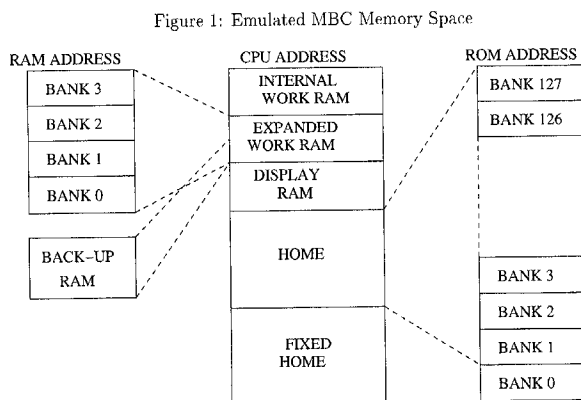 Figure 1: Emulated MBC Memory Space
RAM ADDRESS
BANK 3
BANK 2
BANK 1
BANK 0
BACK-UP
RAM
CPU ADDRESS
INTERNAL
WORK RAM
EXPANDED
WORK RAM
DISPLAY
RAM
HOME
FIXED
HOME
ROM ADDRESS
BANK 127
BANK 126
BANK 3
BANK 2
BANK 1
BANK 0